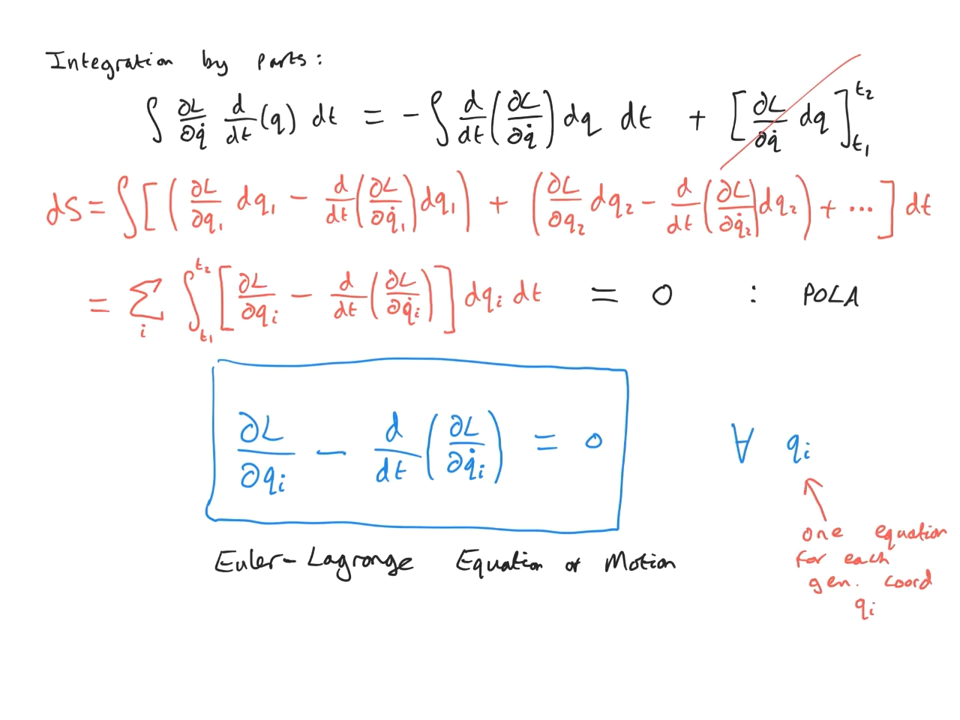 Integration by parts:
∫ ∂L/∂q̇ d/dt (q) dt = - ∫ d/dt (∂L/∂q̇) dq dt + [∂L/∂q̇ dq]_{t₁}^{t₂}
dS = ∫ [ (∂L/∂q₁ dq₁ - d/dt (∂L/∂q̇₁) dq₁) + (∂L/∂q₂ dq₂ - d/dt (∂L/∂q̇₂) dq₂) + ... ] dt
= Σ_i ∫_{t₁}^{t₂} [ ∂L/∂qᵢ - d/dt (∂L/∂q̇ᵢ) ] dqᵢ dt = 0 : POLA
∂L/∂qᵢ - d/dt (∂L/∂q̇ᵢ) = 0 ∀ qᵢ
one equation
for each
gen. coord
qᵢ
Euler-Lagrange Equation of Motion